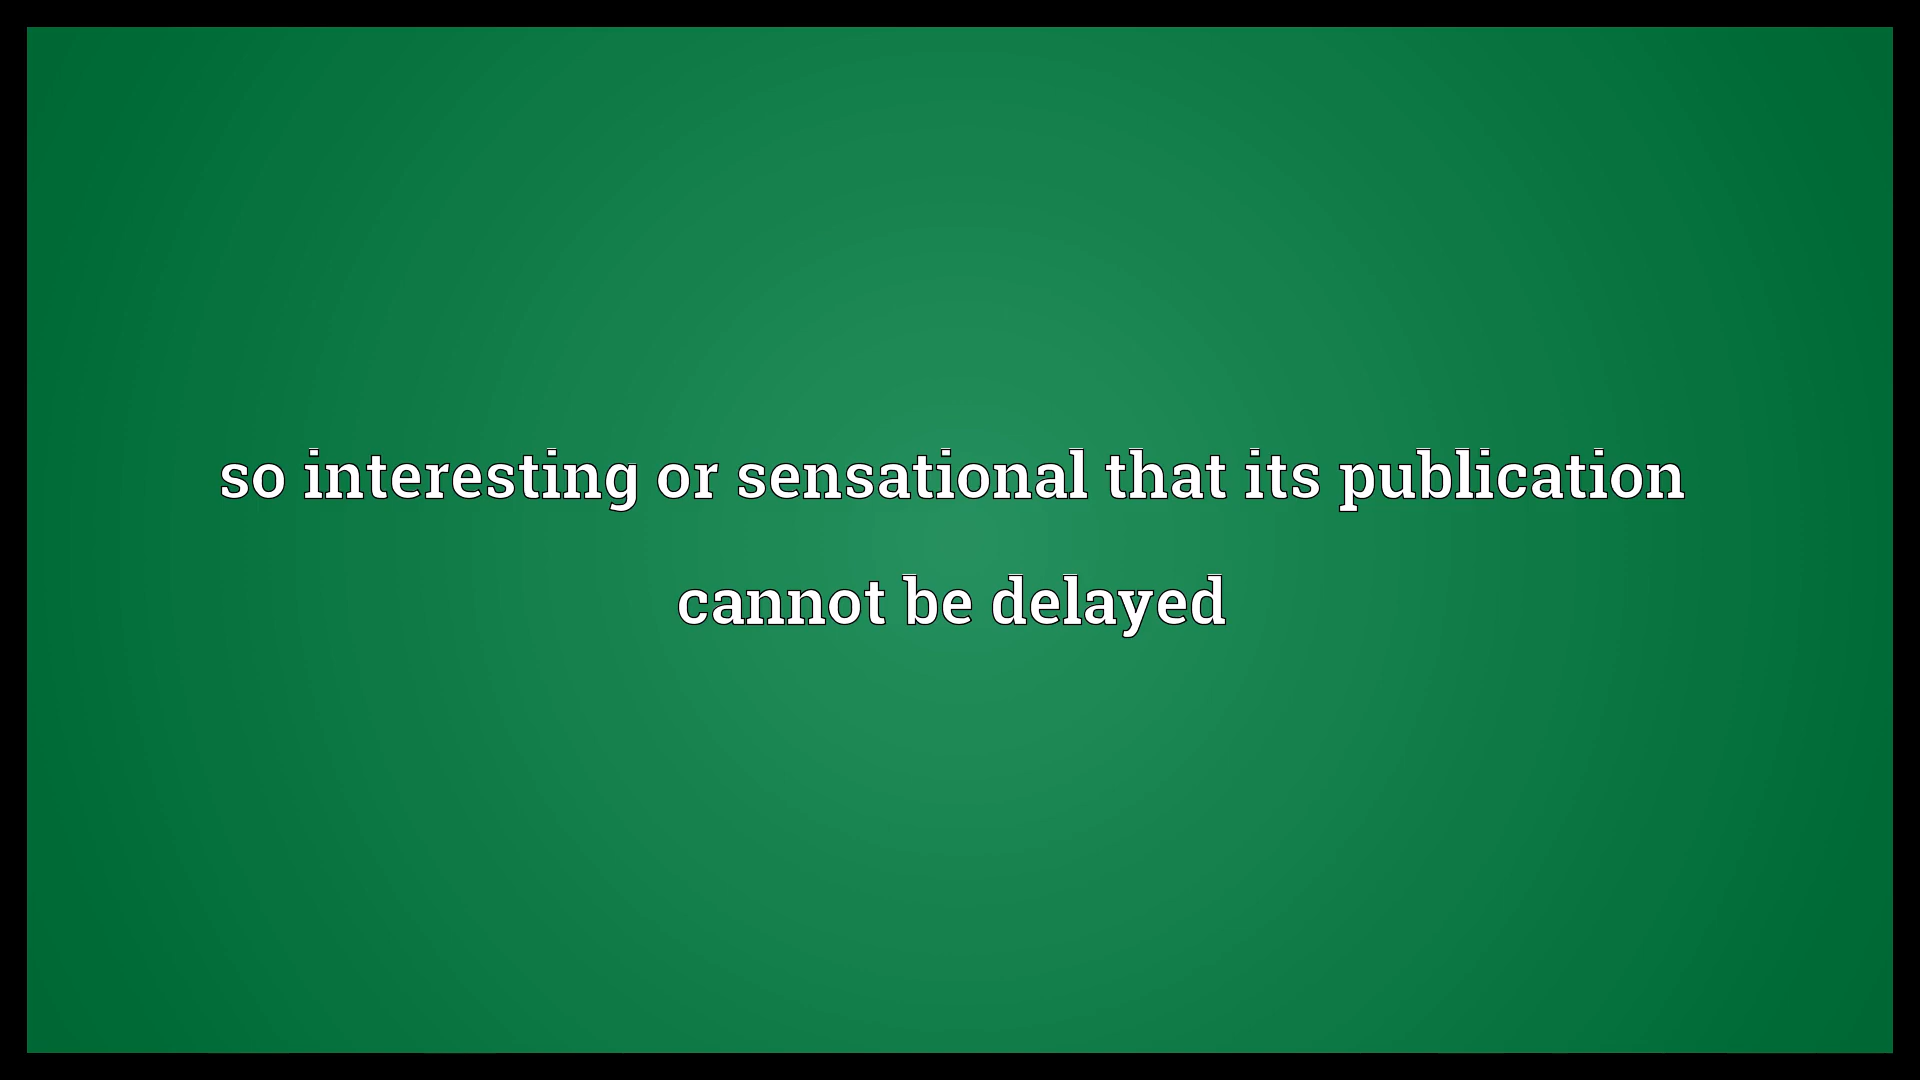 so interesting or sensational that its publication
cannot be delayed